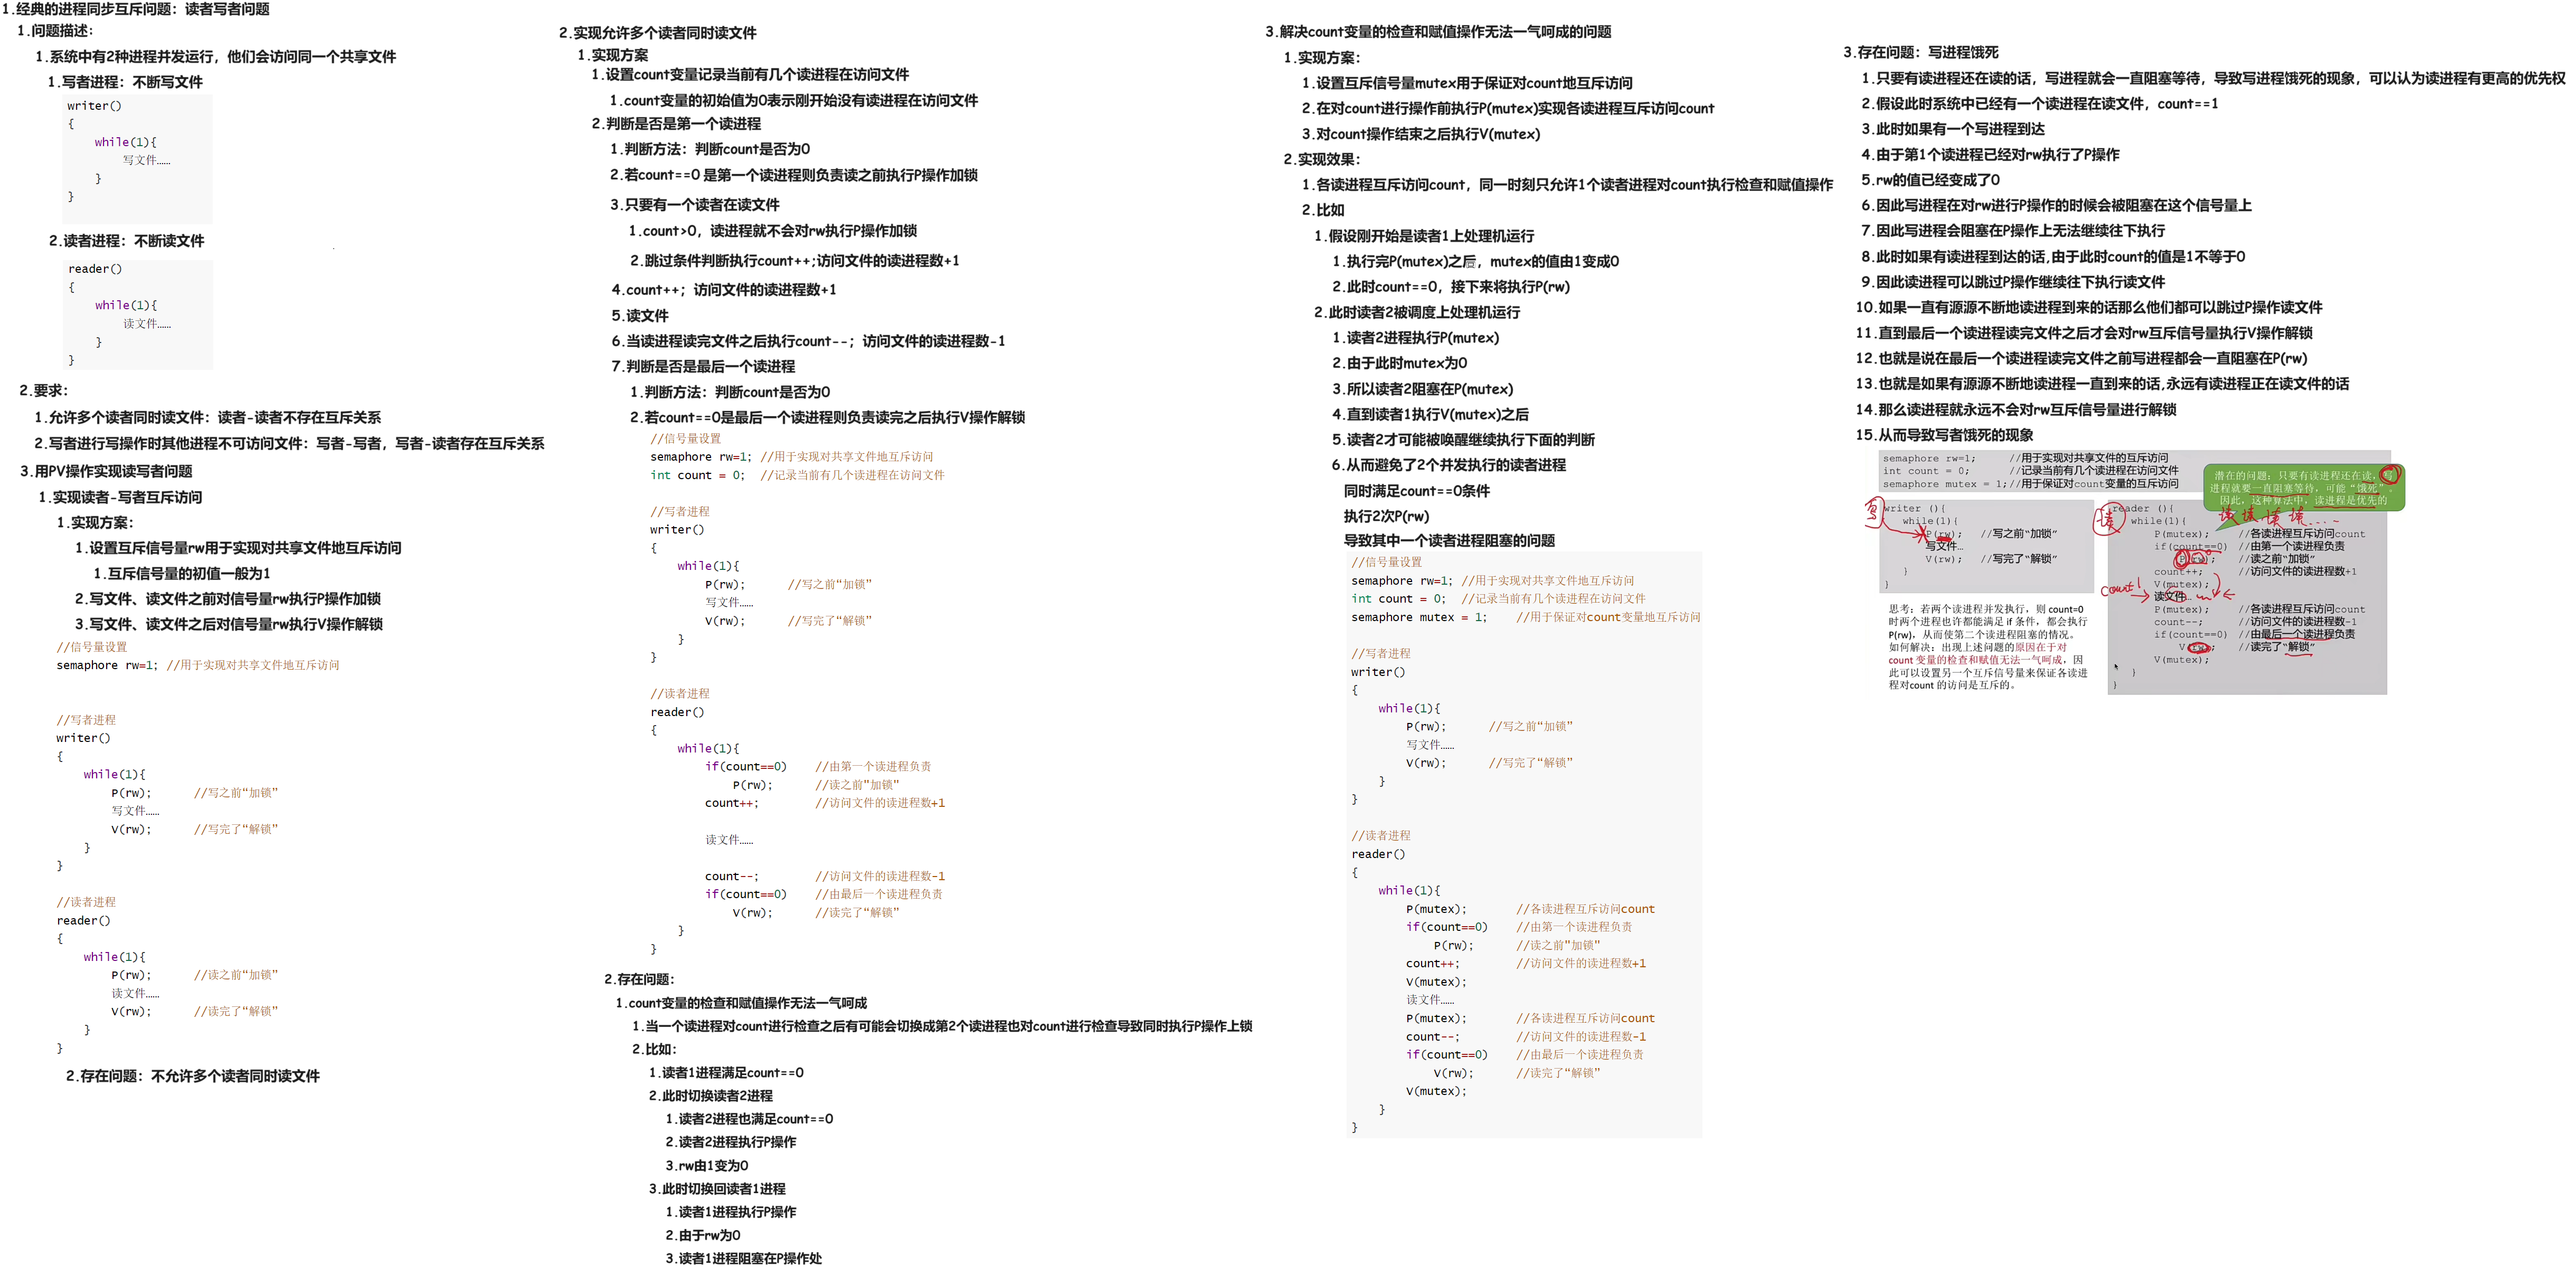 1.经典的进程同步互斥问题：读者写者问题
1.问题描述：
1.系统中有2种进程并发运行，他们会访问同一个共享文件
1.写者进程：不断写文件
writer()
{
while(1){
写文件……
}
}
2.读者进程：不断读文件
reader()
{
while(1){
读文件……
}
}
2.要求：
1.允许多个读者同时读文件：读者-读者不存在互斥关系
2.写者进行写操作时其他进程不可访问文件：写者-写者，写者-读者存在互斥关系
3.用PV操作实现读写者问题
1.实现读者-写者互斥访问
1.实现方案：
1.设置互斥信号量rw用于实现对共享文件地互斥访问
1.互斥信号量的初值一般为1
2.写文件、读文件之前对信号量rw执行P操作加锁
3.写文件、读文件之后对信号量rw执行V操作解锁
//信号量设置
semaphore rw=1; //用于实现对共享文件地互斥访问
//写者进程
writer()
{
while(1){
P(rw); //写之前“加锁”
写文件……
V(rw); //写完了“解锁”
}
}
//读者进程
reader()
{
while(1){
P(rw); //读之前“加锁”
读文件……
V(rw); //读完了“解锁”
}
}
2.存在问题：不允许多个读者同时读文件
2.实现允许多个读者同时读文件
1.实现方案
1.设置count变量记录当前有几个读进程在访问文件
1.count变量的初始值为0表示刚开始没有读进程在访问文件
2.判断是否是第一个读进程
1.判断方法：判断count是否为0
2.若count==0 是第一个读进程则负责读之前执行P操作加锁
3.只要有一个读者在读文件
1.count>0，读进程就不会对rw执行P操作加锁
2.跳过条件判断执行count++;访问文件的读进程数+1
4.count++；访问文件的读进程数+1
5.读文件
6.当读进程读完文件之后执行count--；访问文件的读进程数-1
7.判断是否是最后一个读进程
1.判断方法：判断count是否为0
2.若count==0是最后一个读进程则负责读完之后执行V操作解锁
//信号量设置
semaphore rw=1; //用于实现对共享文件地互斥访问
int count = 0; //记录当前有几个读进程在访问文件
//写者进程
writer()
{
while(1){
P(rw); //写之前“加锁”
写文件……
V(rw); //写完了“解锁”
}
}
//读者进程
reader()
{
while(1){
if(count==0) //由第一个读进程负责
P(rw); //读之前"加锁"
count++; //访问文件的读进程数+1
读文件……
count--; //访问文件的读进程数-1
if(count==0) //由最后一个读进程负责
V(rw); //读完了“解锁”
}
}
2.存在问题：
1.count变量的检查和赋值操作无法一气呵成
1.当一个读进程对count进行检查之后有可能会切换成第2个读进程也对count进行检查导致同时执行P操作上锁
2.比如：
1.读者1进程满足count==0
2.此时切换读者2进程
1.读者2进程也满足count==0
2.读者2进程执行P操作
3.rw由1变为0
3.此时切换回读者1进程
1.读者1进程执行P操作
2.由于rw为0
3.读者1进程阻塞在P操作处
3.解决count变量的检查和赋值操作无法一气呵成的问题
1.实现方案：
1.设置互斥信号量mutex用于保证对count地互斥访问
2.在对count进行操作前执行P(mutex)实现各读进程互斥访问count
3.对count操作结束之后执行V(mutex)
2.实现效果：
1.各读进程互斥访问count，同一时刻只允许1个读者进程对count执行检查和赋值操作
2.比如
1.假设刚开始是读者1上处理机运行
1.执行完P(mutex)之后，mutex的值由1变成0
2.此时count==0，接下来将执行P(rw)
2.此时读者2被调度上处理机运行
1.读者2进程执行P(mutex)
2.由于此时mutex为0
3.所以读者2阻塞在P(mutex)
4.直到读者1执行V(mutex)之后
5.读者2才可能被唤醒继续执行下面的判断
6.从而避免了2个并发执行的读者进程
同时满足count==0条件
执行2次P(rw)
导致其中一个读者进程阻塞的问题
//信号量设置
semaphore rw=1; //用于实现对共享文件地互斥访问
int count = 0; //记录当前有几个读进程在访问文件
semaphore mutex = 1; //用于保证对count变量地互斥访问
//写者进程
writer()
{
while(1){
P(rw); //写之前“加锁”
写文件……
V(rw); //写完了“解锁”
}
}
//读者进程
reader()
{
while(1){
P(mutex); //各读进程互斥访问count
if(count==0) //由第一个读进程负责
P(rw); //读之前"加锁"
count++; //访问文件的读进程数+1
V(mutex);
读文件……
P(mutex); //各读进程互斥访问count
count--; //访问文件的读进程数-1
if(count==0) //由最后一个读进程负责
V(rw); //读完了“解锁”
V(mutex);
}
}
3.存在问题：写进程饿死
1.只要有读进程还在读的话，写进程就会一直阻塞等待，导致写进程饿死的现象，可以认为读进程有更高的优先权
2.假设此时系统中已经有一个读进程在读文件，count==1
3.此时如果有一个写进程到达
4.由于第1个读进程已经对rw执行了P操作
5.rw的值已经变成了0
6.因此写进程在对rw进行P操作的时候会被阻塞在这个信号量上
7.因此写进程会阻塞在P操作上无法继续往下执行
8.此时如果有读进程到达的话,由于此时count的值是1不等于0
9.因此读进程可以跳过P操作继续往下执行读文件
10.如果一直有源源不断地读进程到来的话那么他们都可以跳过P操作读文件
11.直到最后一个读进程读完文件之后才会对rw互斥信号量执行V操作解锁
12.也就是说在最后一个读进程读完文件之前写进程都会一直阻塞在P(rw)
13.也就是如果有源源不断地读进程一直到来的话,永远有读进程正在读文件的话
14.那么读进程就永远不会对rw互斥信号量进行解锁
15.从而导致写者饿死的现象
semaphore rw=1; //用于实现对共享文件的互斥访问
int count = 0; //记录当前有几个读进程在访问文件
semaphore mutex = 1;//用于保证对count变量的互斥访问
潜在的问题：只要有读进程还在读，写
进程就要一直阻塞等待，可能“饿死”。
因此，这种算法中，读进程是优先的
写
writer (){
while(1){
P(rw); //写之前“加锁”
写文件…
V(rw); //写完了“解锁”
}
}
读
读 读 读 读 ....
reader (){
while(1){
P(mutex); //各读进程互斥访问count
if(count==0) //由第一个读进程负责
P(rw); //读之前“加锁”
count++; //访问文件的读进程数+1
V(mutex);
count 1
读文件…
P(mutex); //各读进程互斥访问count
count--; //访问文件的读进程数-1
if(count==0) //由最后一个读进程负责
V(rw); //读完了“解锁”
V(mutex);
}
}
思考：若两个读进程并发执行，则 count=0
时两个进程也许都能满足 if 条件，都会执行
P(rw)，从而使第二个读进程阻塞的情况。
如何解决：出现上述问题的原因在于对
count 变量的检查和赋值无法一气呵成，因
此可以设置另一个互斥信号量来保证各读进
程对count 的访问是互斥的。